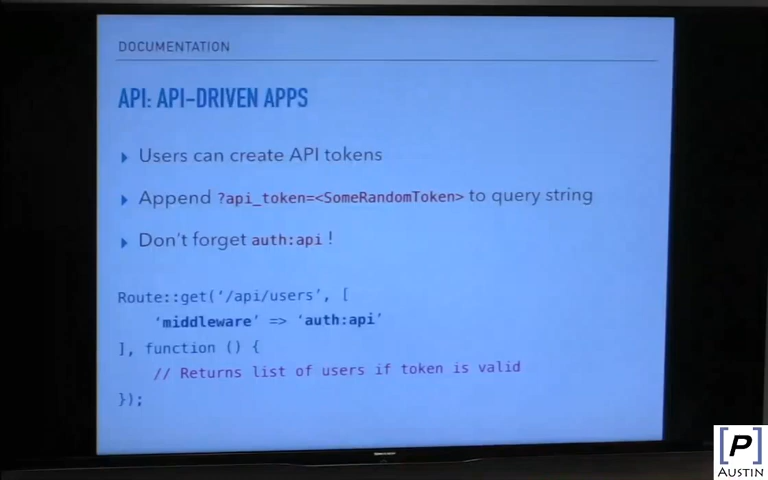 DOCUMENTATION
API: API-DRIVEN APPS
Users can create API tokens
Append ?api_token=<SomeRandomToken> to query string
Don't forget auth:api !
Route::get('/api/users', [
‘middleware’ => ‘auth:api’
], function () {
// Returns list of users if token is valid
});
[P]
AUSTIN